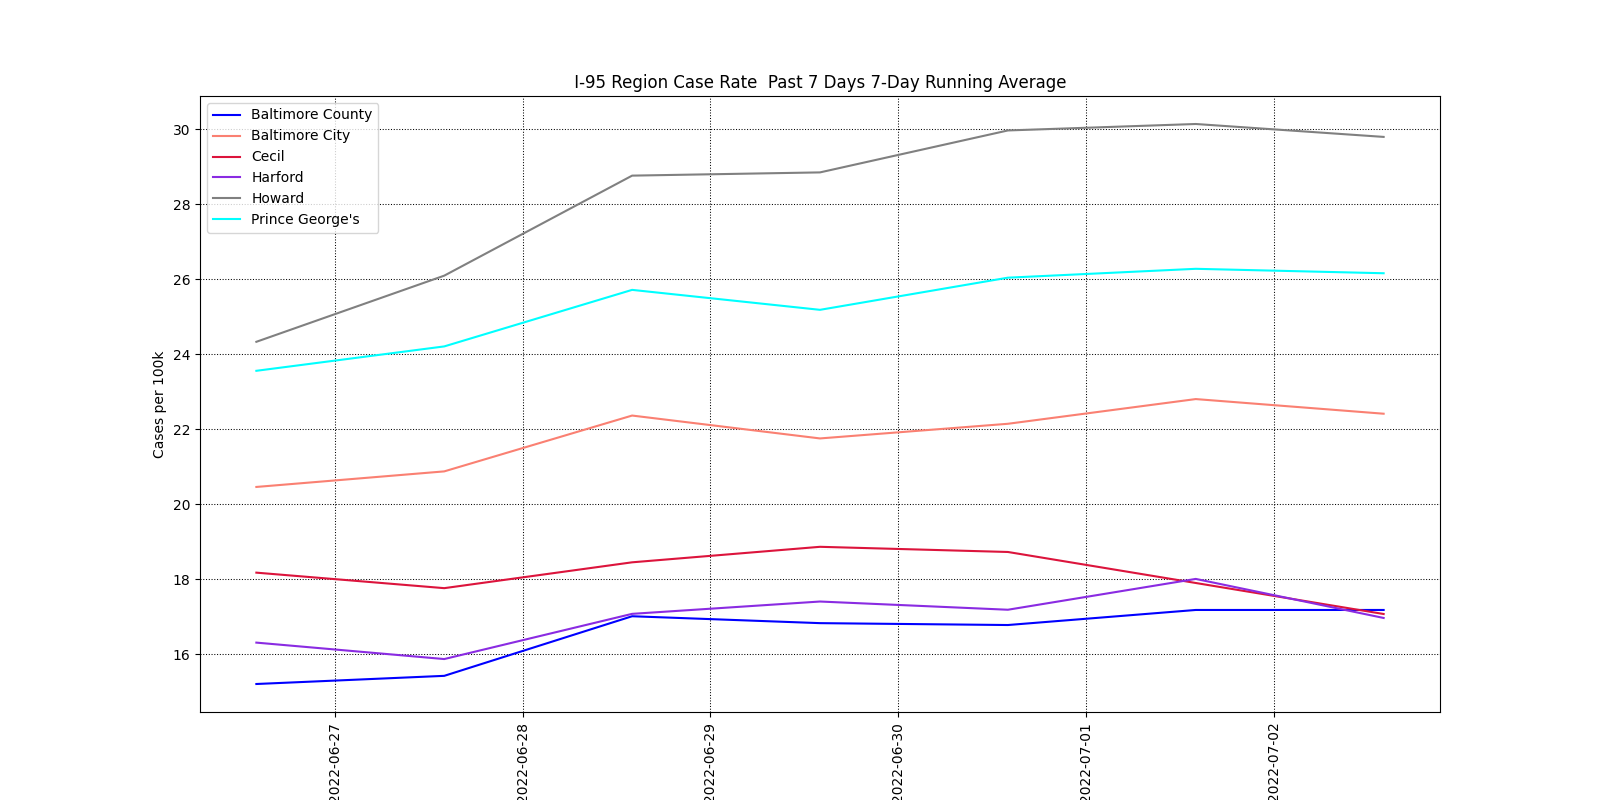 I-95 Region Case Rate  Past 7 Days 7-Day Running Average
Baltimore County
Baltimore City
Cecil
Harford
Howard
Prince George's
Cases per 100k
30
28
26
24
22
20
18
16
2022-06-27
2022-06-28
2022-06-29
2022-06-30
2022-07-01
2022-07-02